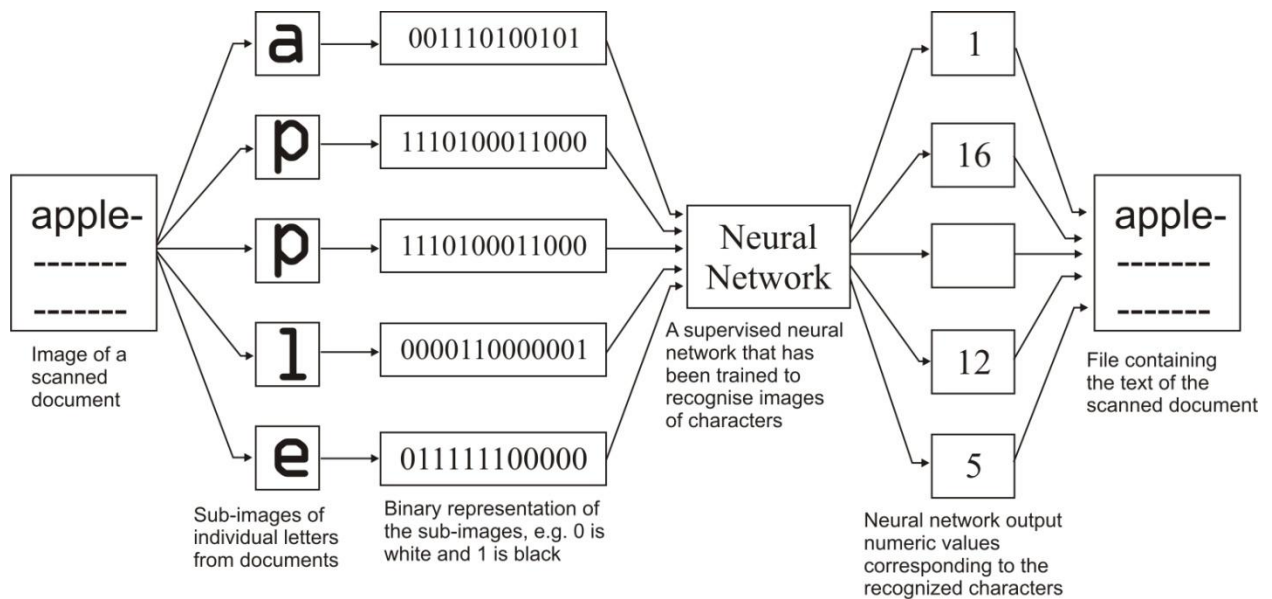 apple-
-------
-------
Image of a
scanned
document
a
p
p
l
e
Sub-images of
individual letters
from documents
001110100101
1110100011000
1110100011000
0000110000001
011111100000
Binary representation of
the sub-images, e.g. 0 is
white and 1 is black
Neural
Network
A supervised neural
network that has
been trained to
recognise images
of characters
1
16
12
5
Neural network output
numeric values
corresponding to the
recognized characters
apple-
-------
-------
File containing
the text of the
scanned document